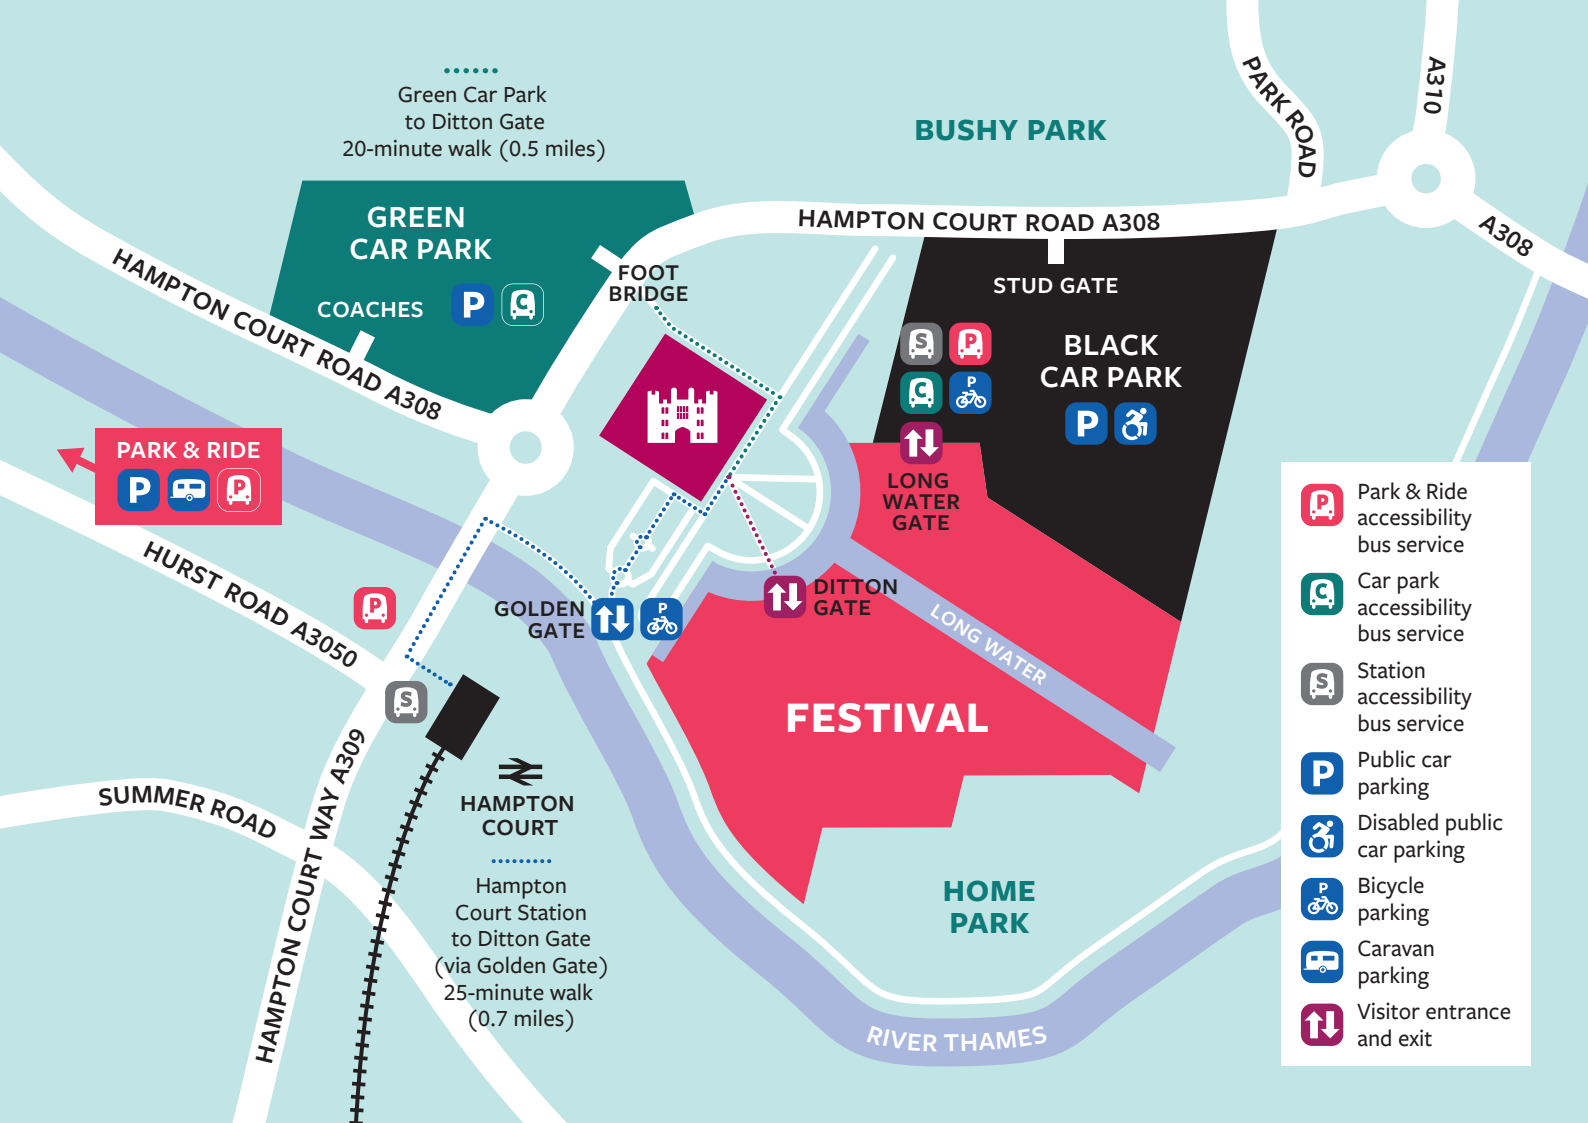 Green Car Park
to Ditton Gate
20-minute walk (0.5 miles)
BUSHY PARK
PARK ROAD
A310
GREEN
CAR PARK
COACHES
P
C
HAMPTON COURT ROAD A308
A308
FOOT
BRIDGE
STUD GATE
HAMPTON COURT ROAD A308
S
P
C
P
BLACK
CAR PARK
P
PARK & RIDE
P
P
LONG
WATER
GATE
HURST ROAD A3050
P
GOLDEN
GATE
P
DITTON
GATE
LONG WATER
S
FESTIVAL
HAMPTON
COURT
SUMMER ROAD
HAMPTON COURT WAY A309
Hampton
Court Station
to Ditton Gate
(via Golden Gate)
25-minute walk
(0.7 miles)
HOME
PARK
RIVER THAMES
P
Park & Ride
accessibility
bus service
C
Car park
accessibility
bus service
S
Station
accessibility
bus service
P
Public car
parking
Disabled public
car parking
P
Bicycle
parking
Caravan
parking
Visitor entrance
and exit